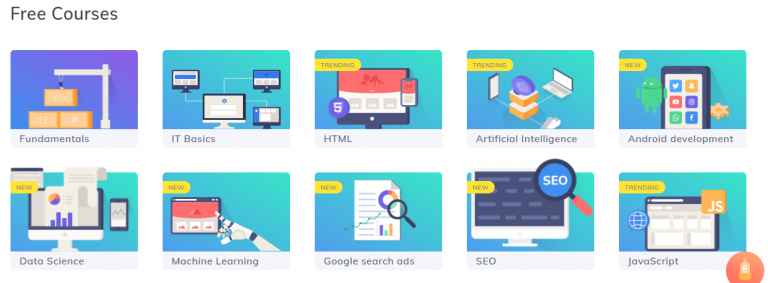 Free Courses
TRENDING
TRENDING
NEW
5
</>
Fundamentals
IT Basics
HTML
Artificial Intelligence
Android development
NEW
NEW
NEW
NEW
TRENDING
SEO
JS
Data Science
Machine Learning
Google search ads
SEO
JavaScript